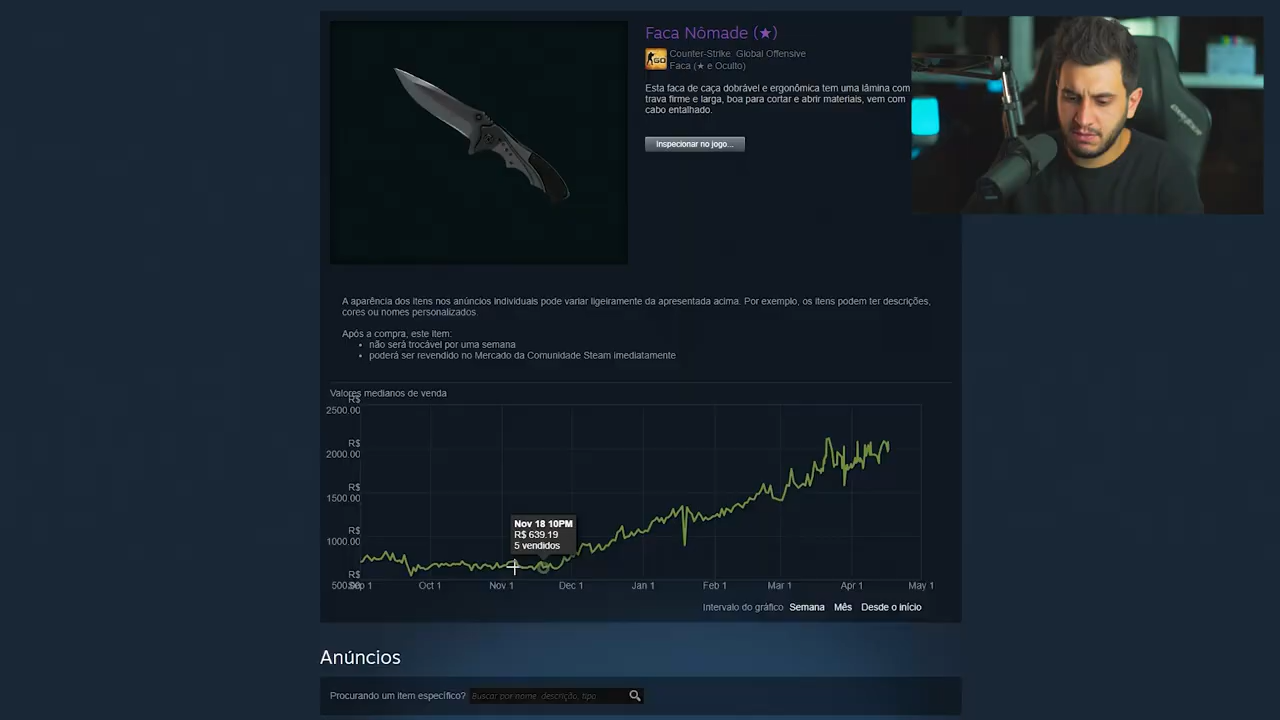 Faca Nômade (★)
Counter-Strike: Global Offensive
Faca (★ e Oculto)
Esta faca de caça dobrável e ergonômica tem uma lâmina com
trava firme e larga, boa para cortar e abrir materiais, vem com
cabo entalhado.
Inspecionar no jogo...
A aparência dos itens nos anúncios individuais pode variar ligeiramente da apresentada acima. Por exemplo, os itens podem ter descrições,
cores ou nomes personalizados.
Após a compra, este item:
não será trocável por uma semana
poderá ser revendido no Mercado da Comunidade Steam imediatamente
Valores medianos de venda
R$
2500.00
R$
2000.00
R$
1500.00
R$
1000.00
R$
500.00
Nov 18 10PM
R$ 639.19
5 vendidos
Sep 1 Oct 1 Nov 1 Dec 1 Jan 1 Feb 1 Mar 1 Apr 1 May 1
Intervalo do gráfico Semana Mês Desde o início
Anúncios
Procurando um item específico? Buscar por nome, descrição, tipo